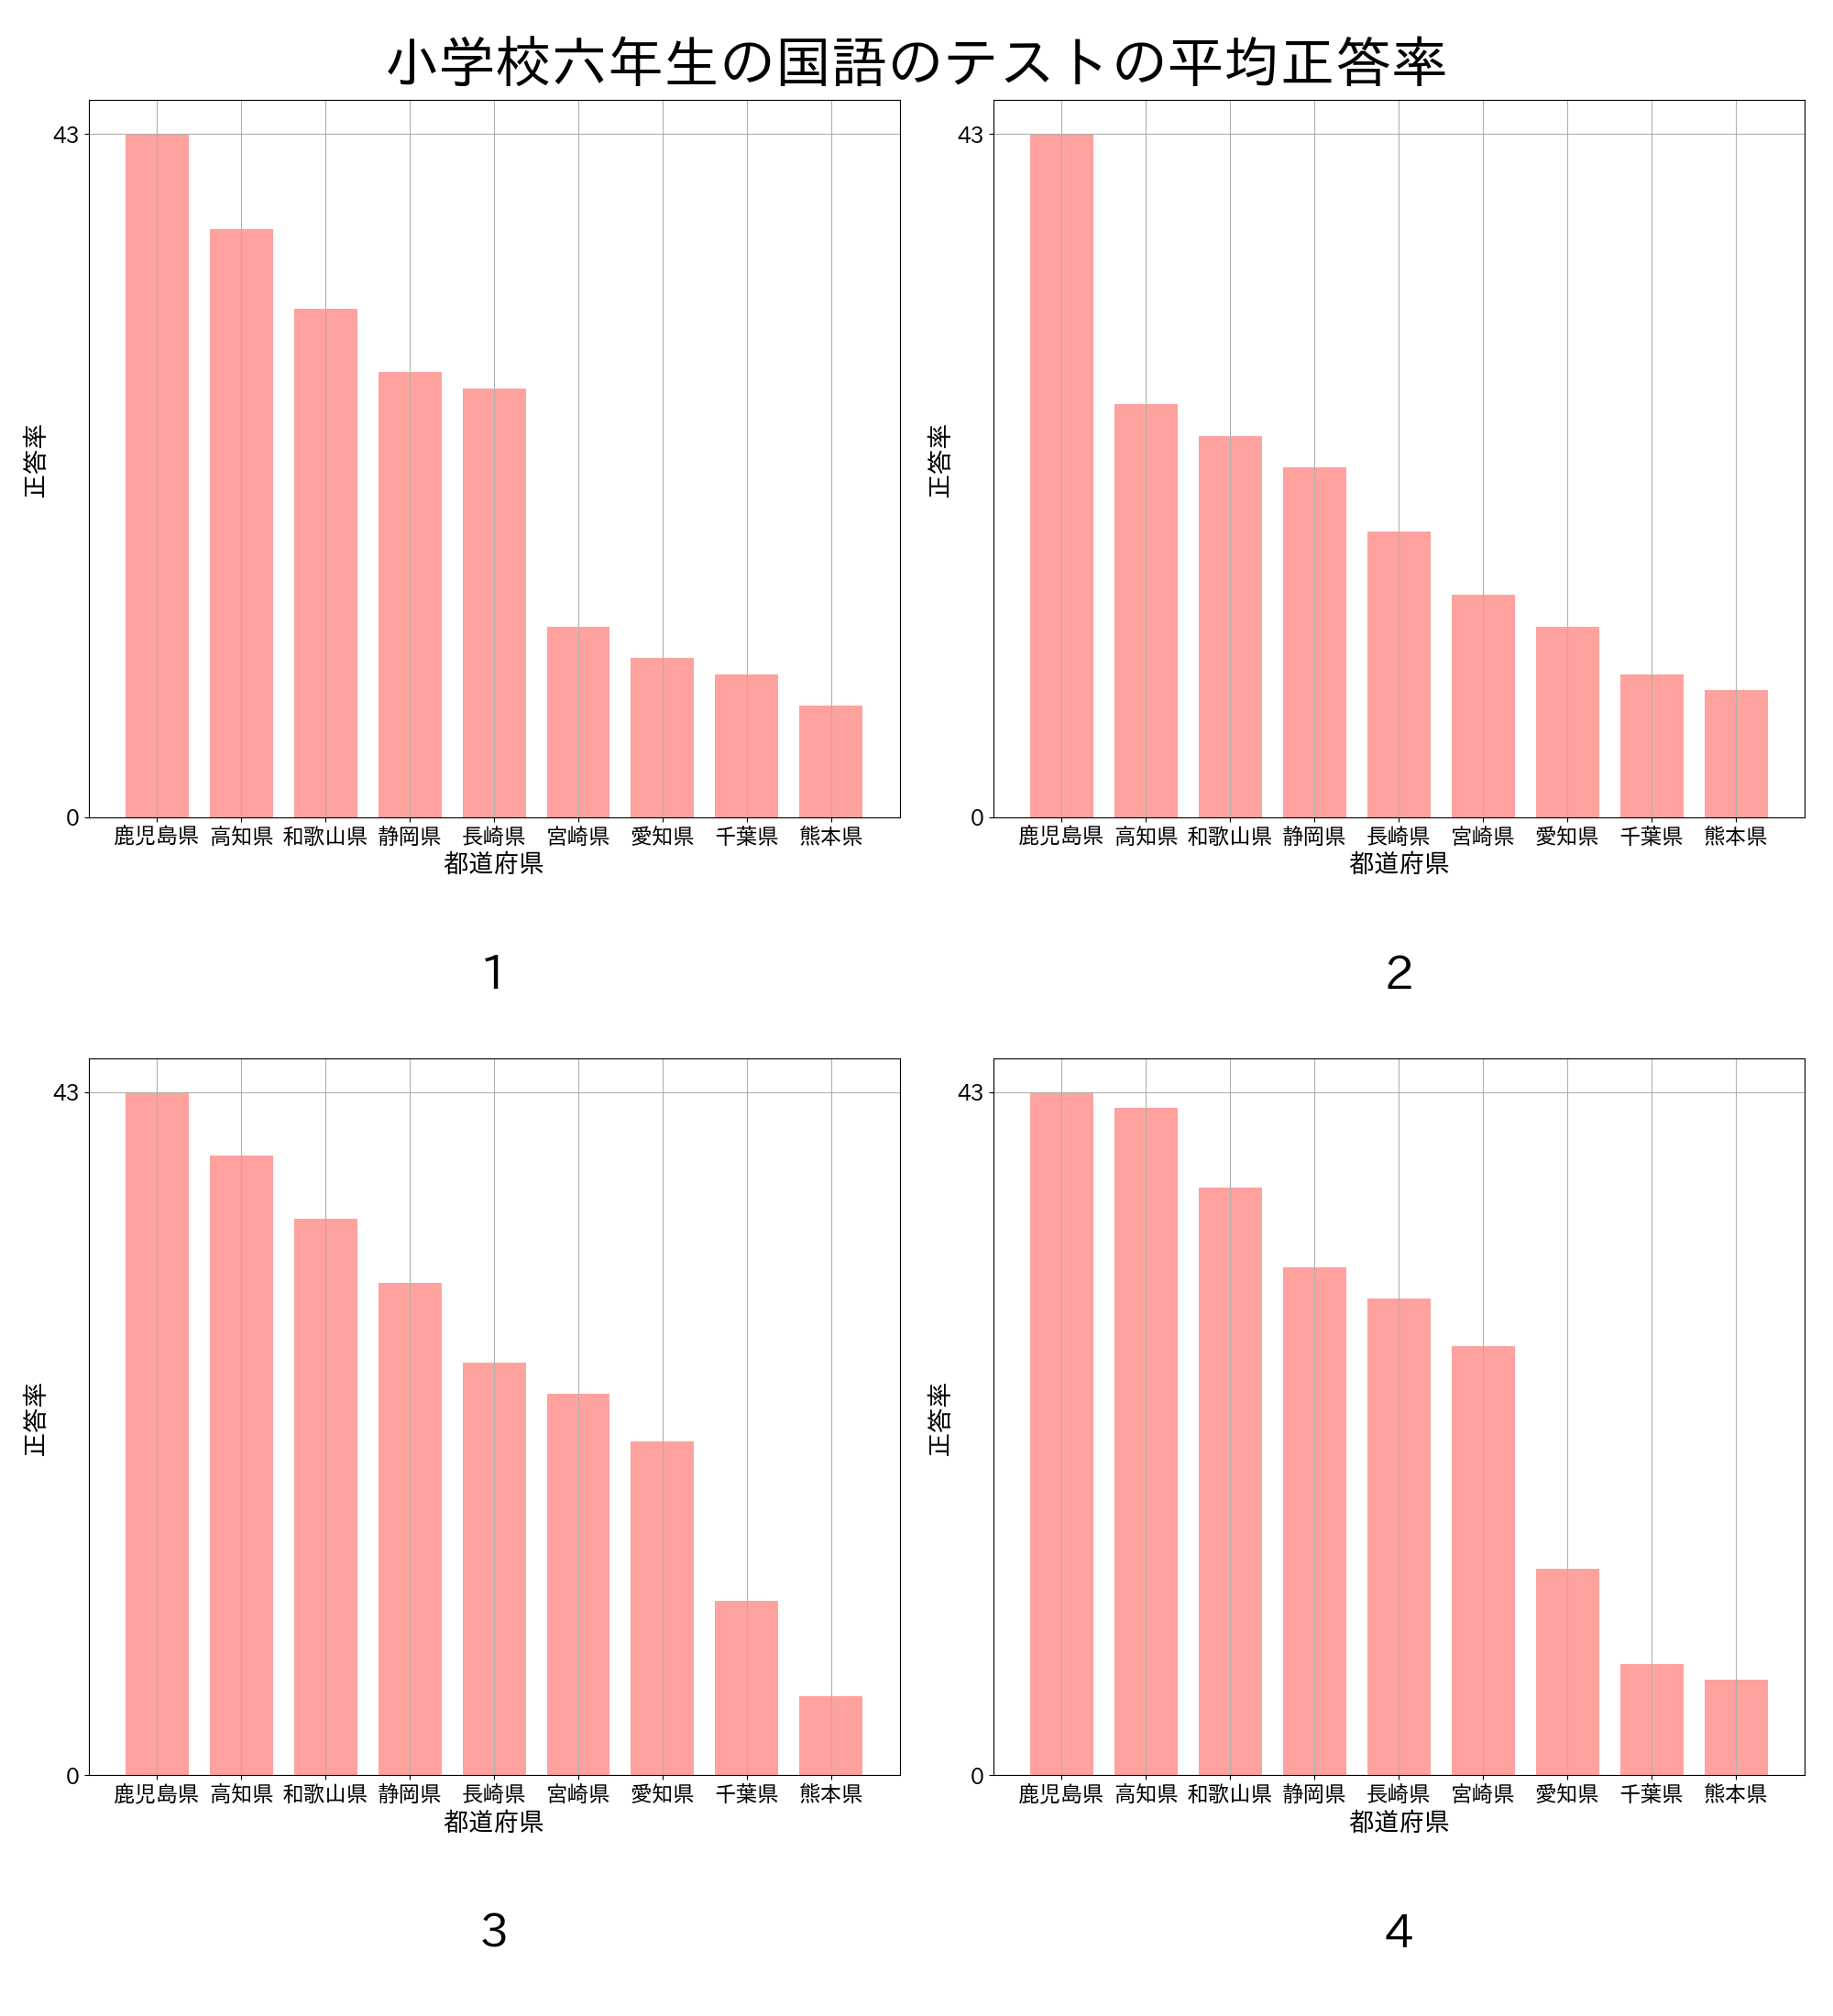 小学校六年生の国語のテストの平均正答率
43
0
正答率
鹿児島県 高知県 和歌山県 静岡県 長崎県 宮崎県 愛知県 千葉県 熊本県
都道府県
1
43
0
正答率
鹿児島県 高知県 和歌山県 静岡県 長崎県 宮崎県 愛知県 千葉県 熊本県
都道府県
2
43
0
正答率
鹿児島県 高知県 和歌山県 静岡県 長崎県 宮崎県 愛知県 千葉県 熊本県
都道府県
3
43
0
正答率
鹿児島県 高知県 和歌山県 静岡県 長崎県 宮崎県 愛知県 千葉県 熊本県
都道府県
4